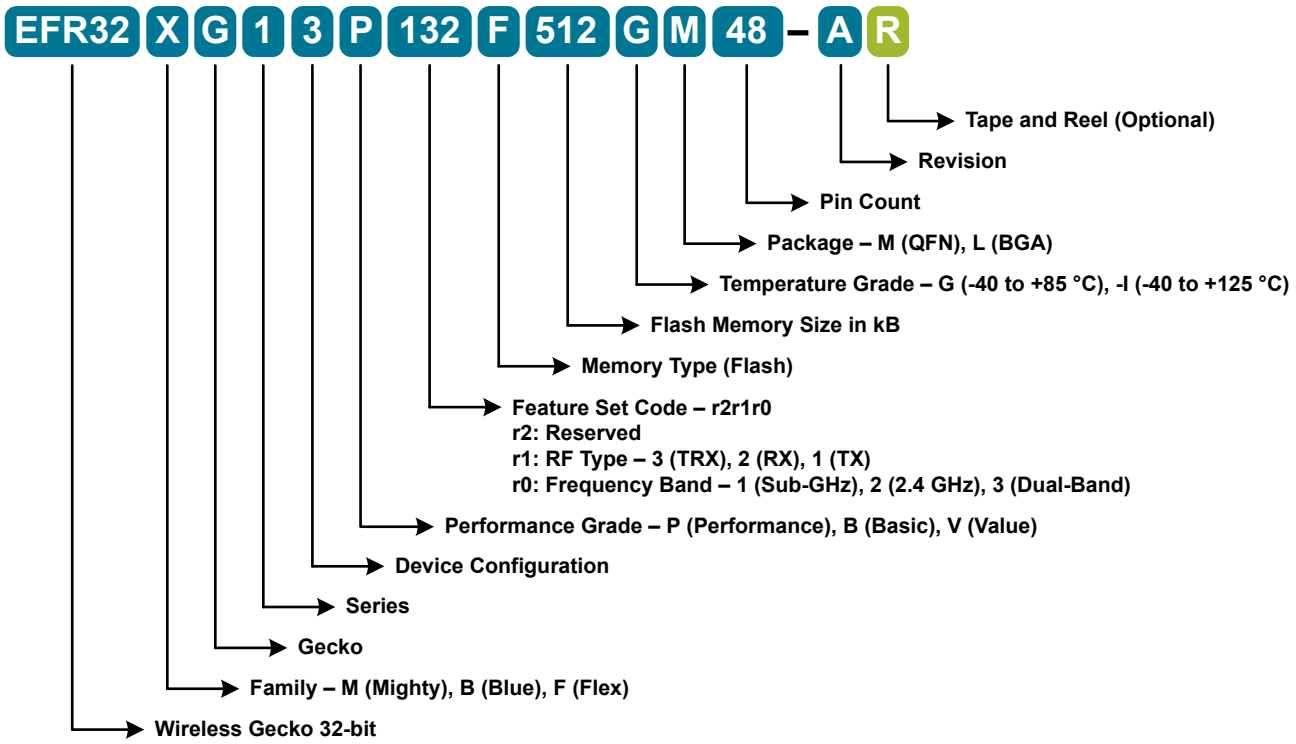 EFR32 X G 1 3 P 132 F 512 G M 48 – A R
Tape and Reel (Optional)
Revision
Pin Count
Package – M (QFN), L (BGA)
Temperature Grade – G (-40 to +85 °C), -I (-40 to +125 °C)
Flash Memory Size in kB
Memory Type (Flash)
Feature Set Code – r2r1r0
r2: Reserved
r1: RF Type – 3 (TRX), 2 (RX), 1 (TX)
r0: Frequency Band – 1 (Sub-GHz), 2 (2.4 GHz), 3 (Dual-Band)
Performance Grade – P (Performance), B (Basic), V (Value)
Device Configuration
Series
Gecko
Family – M (Mighty), B (Blue), F (Flex)
Wireless Gecko 32-bit